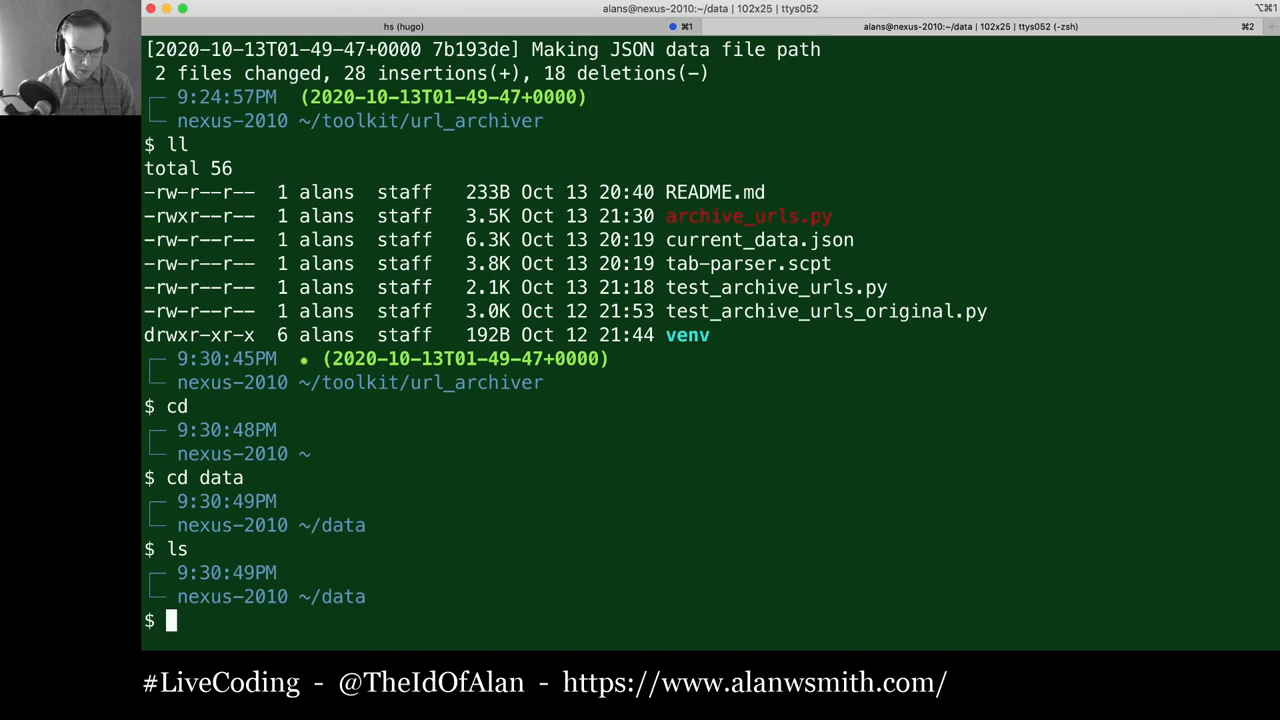 alans@nexus-2010:~/data | 102x25 | ttys052
⌥⌘1
hs (hugo)
⌘1
alans@nexus-2010:~/data | 102x25 | ttys052 (-zsh)
⌘2
[2020-10-13T01-49-47+0000 7b193de] Making JSON data file path
2 files changed, 28 insertions(+), 18 deletions(-)
9:24:57PM (2020-10-13T01-49-47+0000)
nexus-2010 ~/toolkit/url_archiver
$ ll
total 56
-rw-r--r-- 1 alans staff 233B Oct 13 20:40 README.md
-rwxr--r-- 1 alans staff 3.5K Oct 13 21:30 archive_urls.py
-rw-r--r-- 1 alans staff 6.3K Oct 13 20:19 current_data.json
-rw-r--r-- 1 alans staff 3.8K Oct 13 20:19 tab-parser.scpt
-rw-r--r-- 1 alans staff 2.1K Oct 13 21:18 test_archive_urls.py
-rw-r--r-- 1 alans staff 3.0K Oct 12 21:53 test_archive_urls_original.py
drwxr-xr-x 6 alans staff 192B Oct 12 21:44 venv
9:30:45PM • (2020-10-13T01-49-47+0000)
nexus-2010 ~/toolkit/url_archiver
$ cd
9:30:48PM
nexus-2010 ~
$ cd data
9:30:49PM
nexus-2010 ~/data
$ ls
9:30:49PM
nexus-2010 ~/data
$
#LiveCoding - @TheIdOfAlan - https://www.alanwsmith.com/